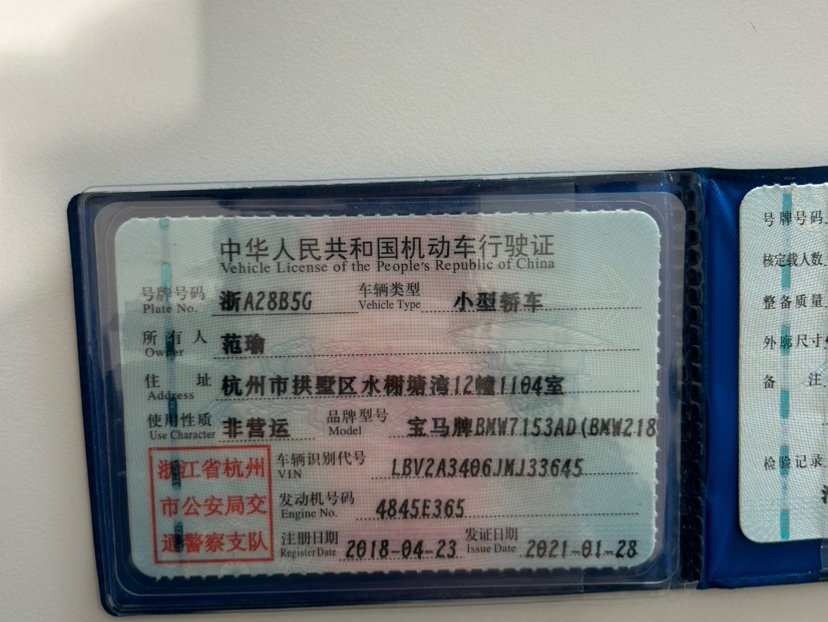 中华人民共和国机动车行驶证
Vehicle License of the People's Republic of China
号牌号码 浙A28B5G 车辆类型 小型轿车
Plate No. Vehicle Type
所有人 范瑜
Owner
住址 杭州市拱墅区水榭塘湾12幢1104室
Address
使用性质 非营运 品牌型号 宝马牌BMW7153AD(BMW218
Use Character Model
车辆识别代号 LBV2A3406JMJ33645
VIN
发动机号码 4845E365
Engine No.
注册日期 2018-04-23 发证日期 2021-01-28
Register Date Issue Date
浙江省杭州
市公安局交
通警察支队
号牌号码
核定载人数
整备质量
外廓尺寸
备注
检验记录